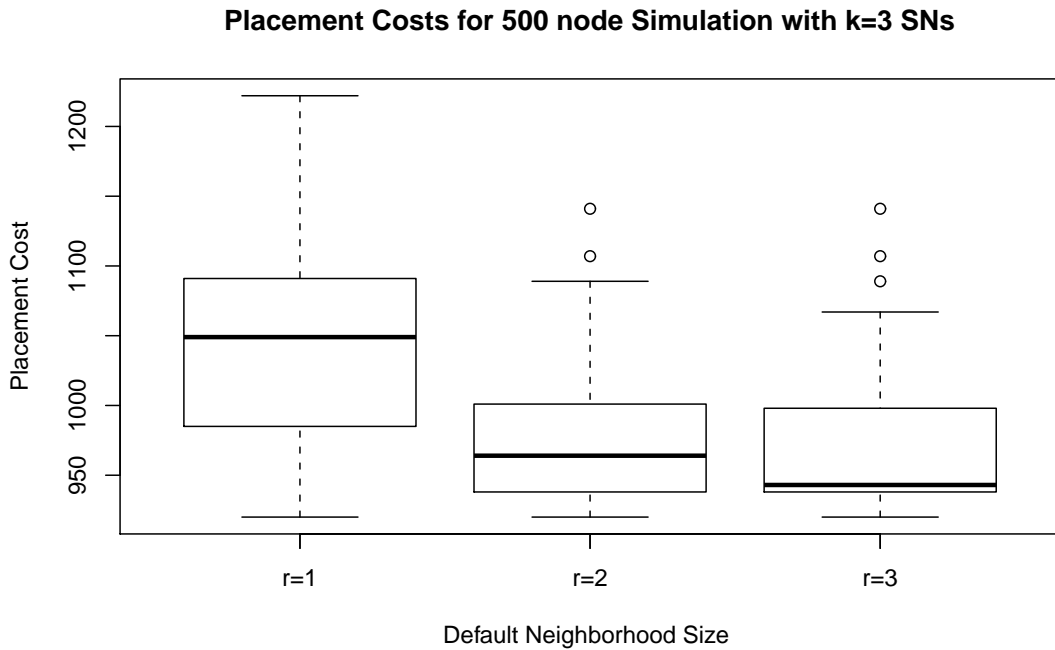 Placement Costs for 500 node Simulation with k=3 SNs
Placement Cost
1200
1100
1000
950
r=1
r=2
r=3
Default Neighborhood Size